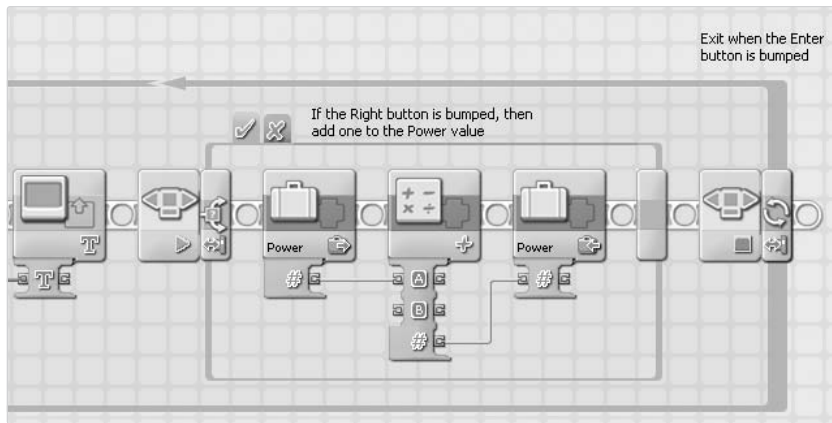 Exit when the Enter
button is bumped
If the Right button is bumped, then
add one to the Power value
Power
Power
T
T
#
A
B
#
#